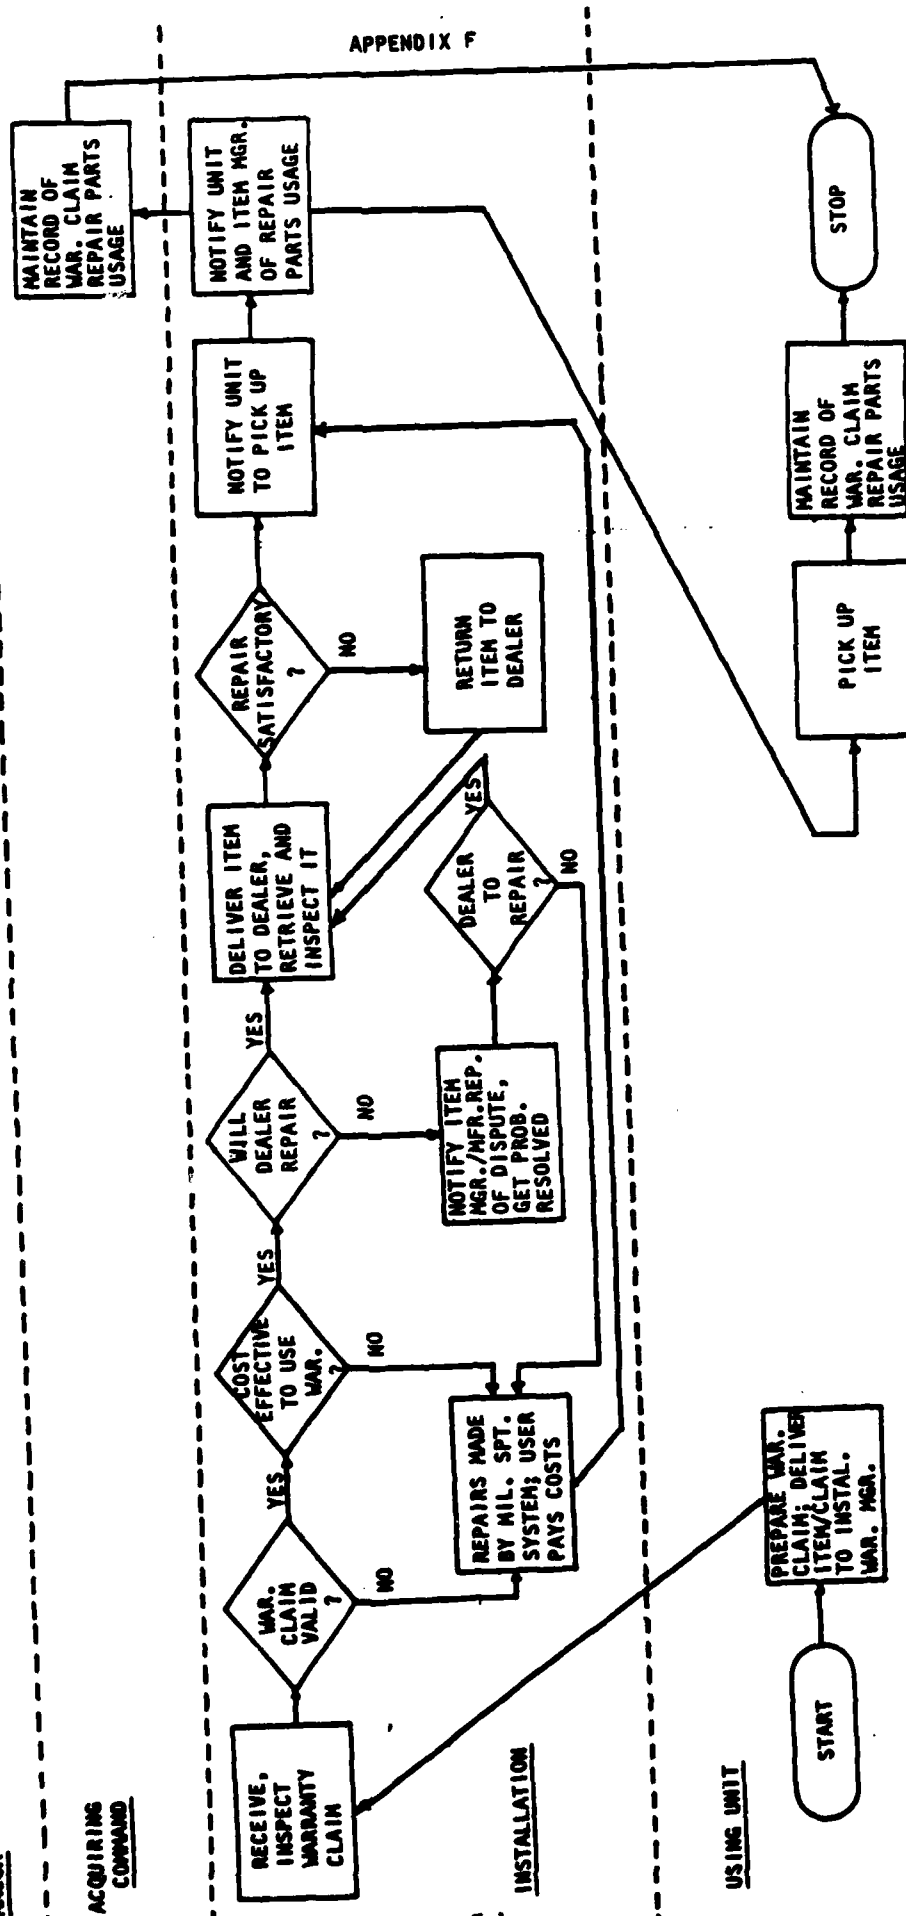 APPENDIX F
ACQUIRING
COMMAND
MAINTAIN
RECORD OF
WAR. CLAIM
REPAIR PARTS
USAGE
INSTALLATION
RECEIVE,
INSPECT
WARRANTY
CLAIM
WAR.
CLAIM
VALID
?
YES
NO
COST
EFFECTIVE
TO USE
WAR.
?
YES
NO
WILL
DEALER
REPAIR
?
YES
NO
DELIVER ITEM
TO DEALER,
RETRIEVE AND
INSPECT IT
REPAIR
SATISFACTORY
?
NO
NOTIFY UNIT
TO PICK UP
ITEM
NOTIFY UNIT
AND ITEM MGR.
OF REPAIR
PARTS USAGE
REPAIRS MADE
BY MIL. SPT.
SYSTEM; USER
PAYS COSTS
NOTIFY ITEM
MGR./MFR.REP.
OF DISPUTE,
GET PROB.
RESOLVED
DEALER
TO
REPAIR
?
YES
NO
RETURN
ITEM TO
DEALER
USING UNIT
START
PREPARE WAR.
CLAIM; DELIVER
ITEM/CLAIM
TO INSTAL.
WAR. MGR.
PICK UP
ITEM
MAINTAIN
RECORD OF
WAR. CLAIM
REPAIR PARTS
USAGE
STOP